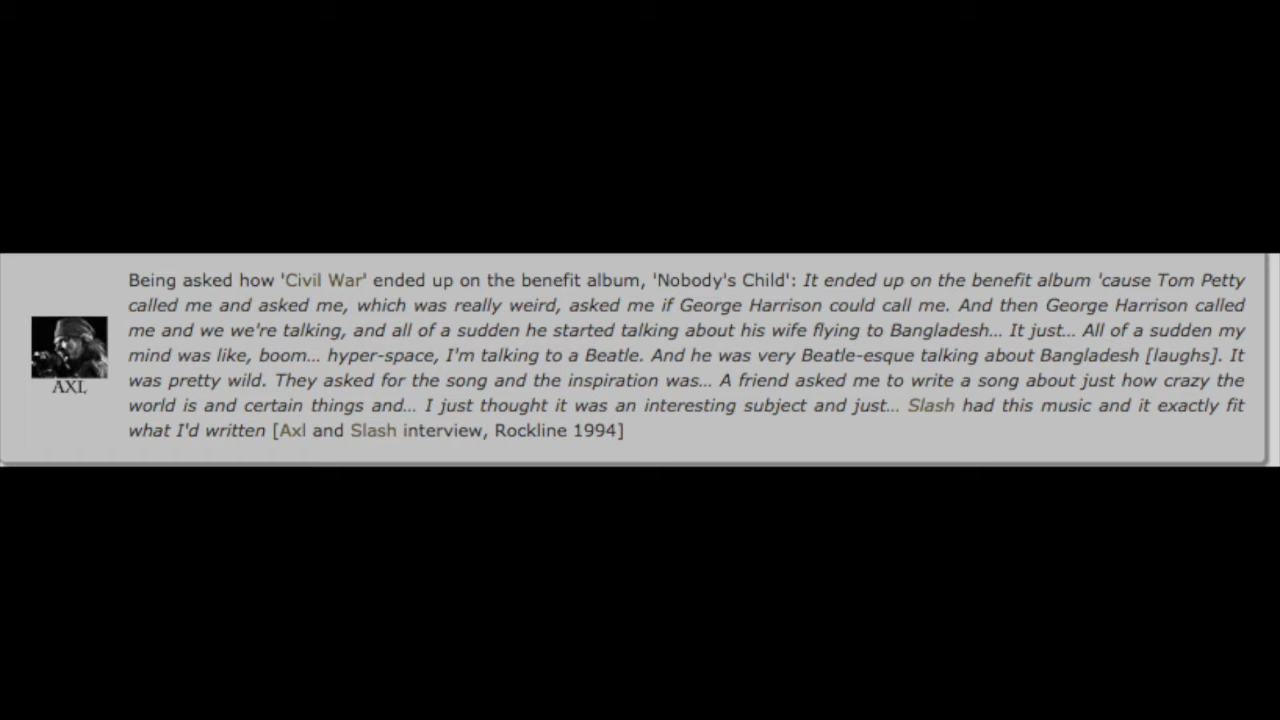 Being asked how 'Civil War' ended up on the benefit album, 'Nobody's Child': It ended up on the benefit album 'cause Tom Petty
called me and asked me, which was really weird, asked me if George Harrison could call me. And then George Harrison called
me and we we're talking, and all of a sudden he started talking about his wife flying to Bangladesh... It just... All of a sudden my
mind was like, boom... hyper-space, I'm talking to a Beatle. And he was very Beatle-esque talking about Bangladesh [laughs]. It
was pretty wild. They asked for the song and the inspiration was... A friend asked me to write a song about just how crazy the
world is and certain things and... I just thought it was an interesting subject and just... Slash had this music and it exactly fit
what I'd written [Axl and Slash interview, Rockline 1994]
AXL